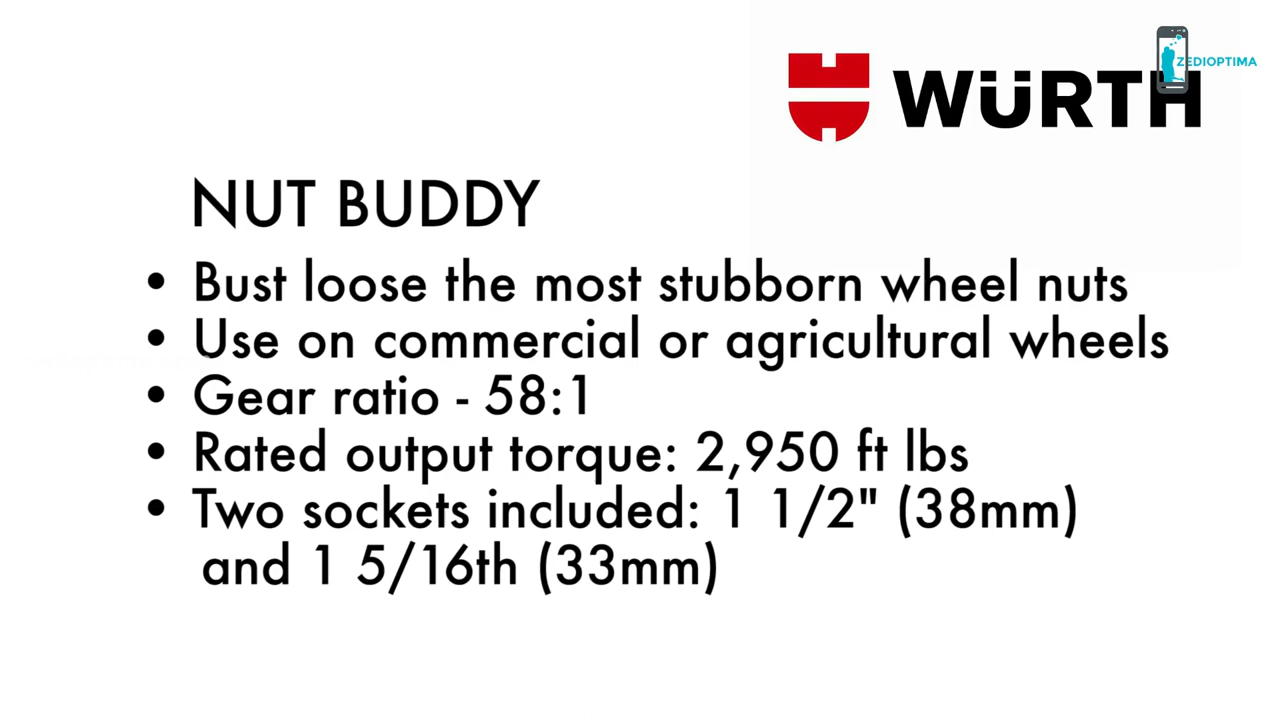 WÜRTH
ZEDIOPTIMA
NUT BUDDY
• Bust loose the most stubborn wheel nuts
• Use on commercial or agricultural wheels
• Gear ratio - 58:1
• Rated output torque: 2,950 ft lbs
• Two sockets included: 1 1/2" (38mm)
and 1 5/16th (33mm)